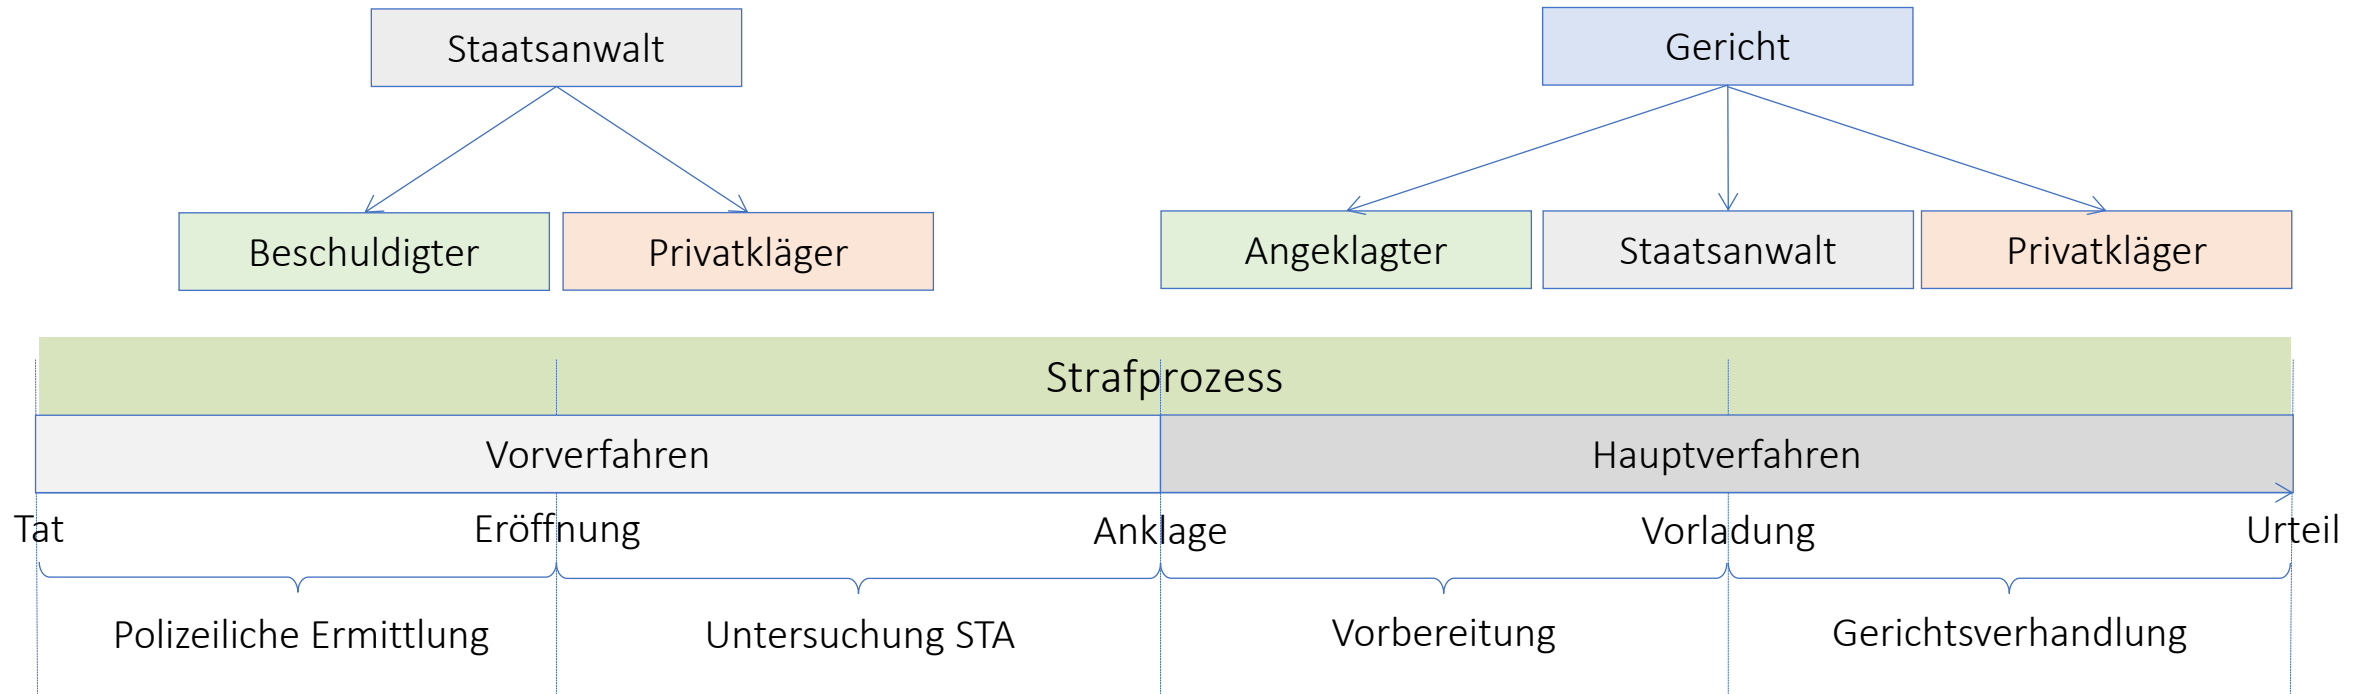 Staatsanwalt
Gericht
Beschuldigter
Privatkläger
Angeklagter
Staatsanwalt
Privatkläger
Strafprozess
Vorverfahren
Hauptverfahren
Tat
Eröffnung
Anklage
Vorladung
Urteil
Polizeiliche Ermittlung
Untersuchung STA
Vorbereitung
Gerichtsverhandlung